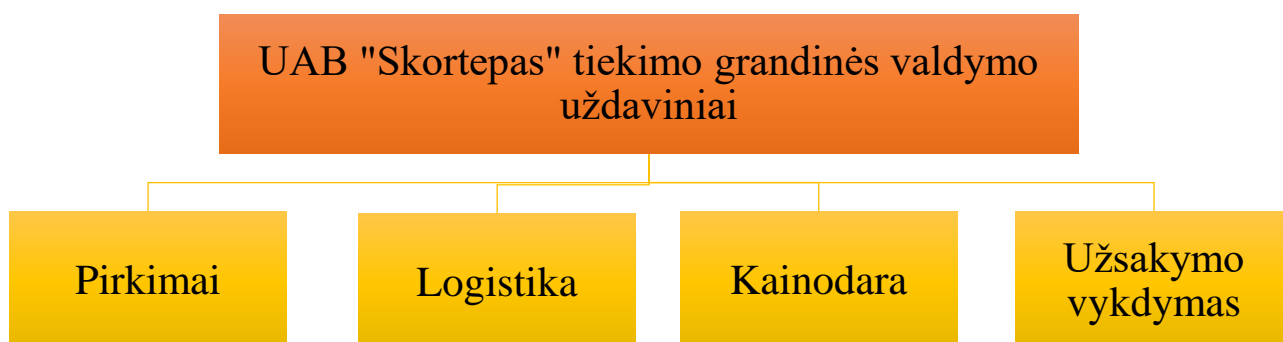 UAB "Skortepas" tiekimo grandinės valdymo
uždaviniai
Pirkimai
Logistika
Kainodara
Užsakymo
vykdymas